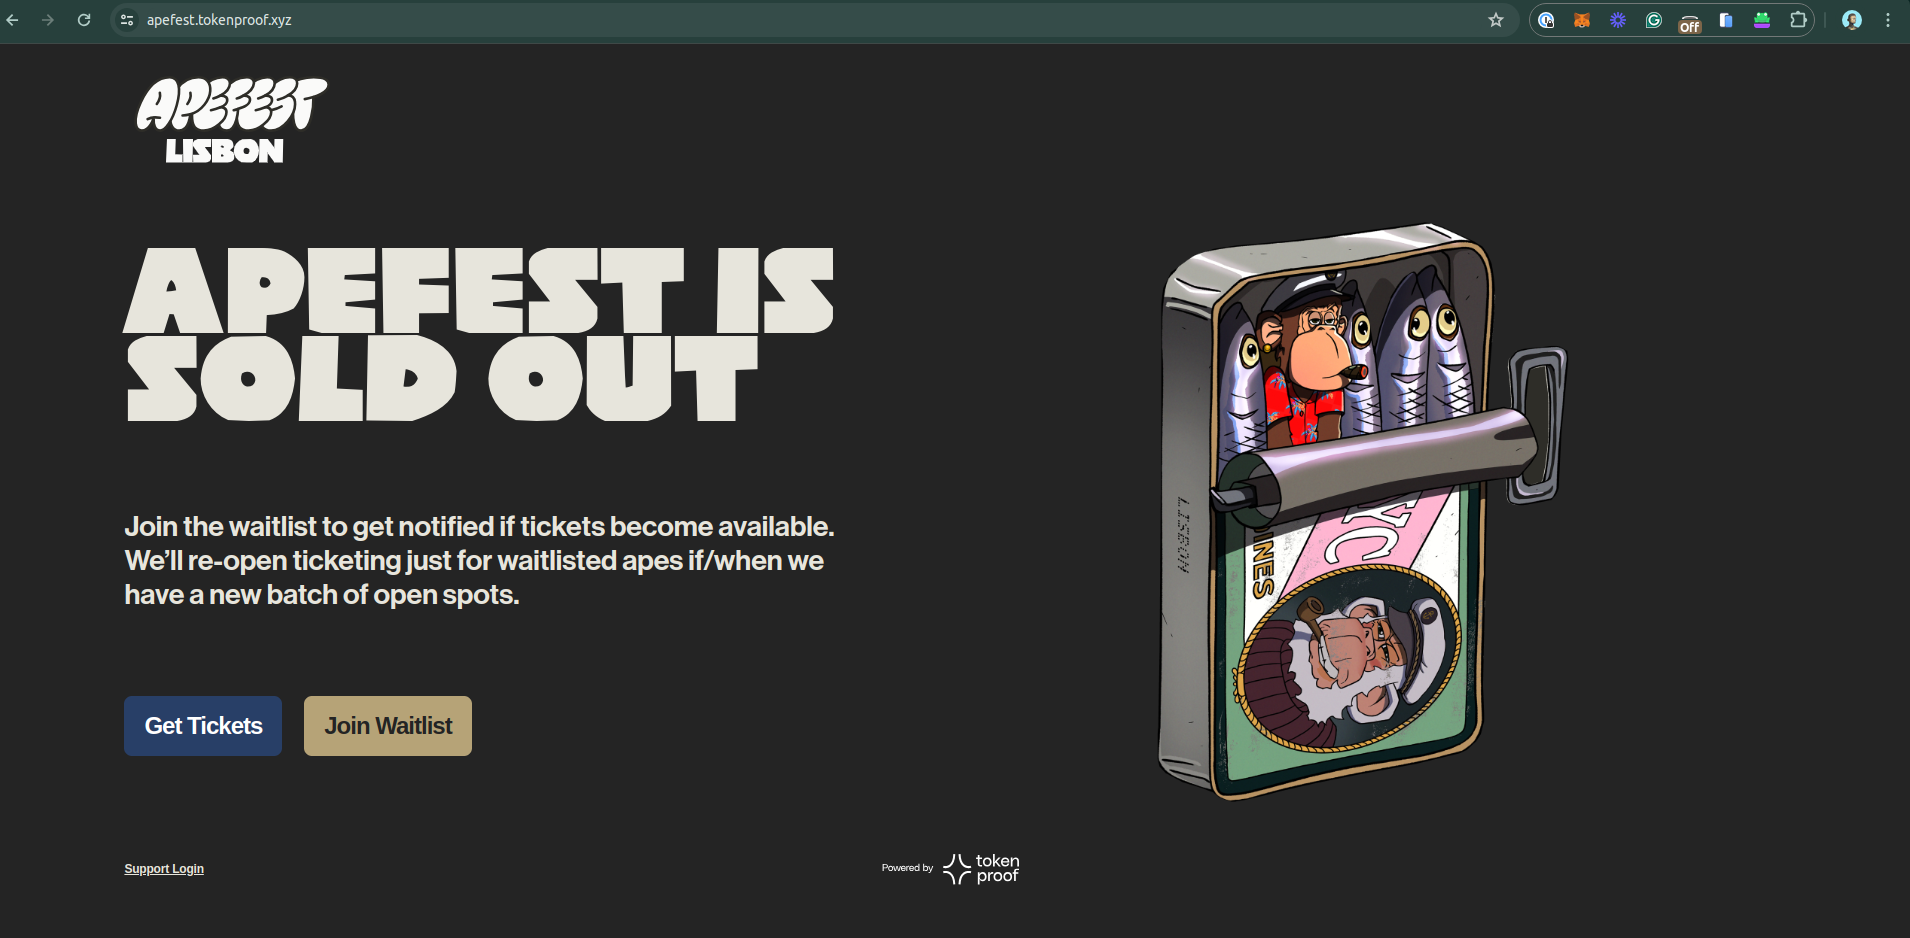 apefest.tokenproof.xyz
Off
APEFEST
LISBON
APEFEST IS
SOLD OUT
Join the waitlist to get notified if tickets become available.
We’ll re-open ticketing just for waitlisted apes if/when we
have a new batch of open spots.
Get Tickets
Join Waitlist
LISBON
YC
DINES
Support Login
Powered by
token
proof